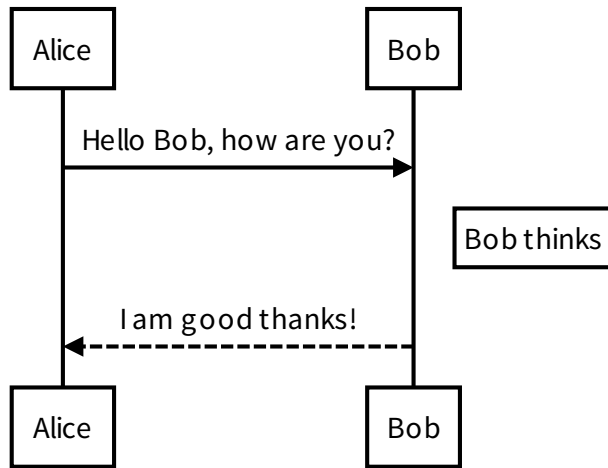 Alice
Bob
Hello Bob, how are you?
Bob thinks
I am good thanks!
Alice
Bob